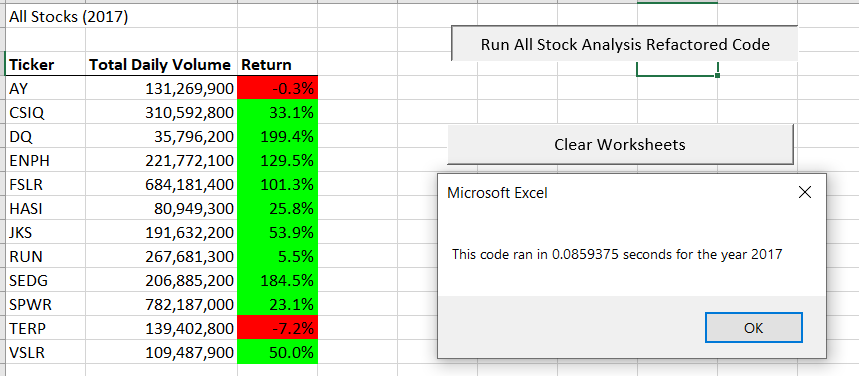 All Stocks (2017)
Run All Stock Analysis Refactored Code
Ticker Total Daily Volume Return
AY 131,269,900 -0.3%
CSIQ 310,592,800 33.1%
DQ 35,796,200 199.4%
ENPH 221,772,100 129.5%
FSLR 684,181,400 101.3%
HASI 80,949,300 25.8%
JKS 191,632,200 53.9%
RUN 267,681,300 5.5%
SEDG 206,885,200 184.5%
SPWR 782,187,000 23.1%
TERP 139,402,800 -7.2%
VSLR 109,487,900 50.0%
Clear Worksheets
Microsoft Excel
This code ran in 0.0859375 seconds for the year 2017
OK